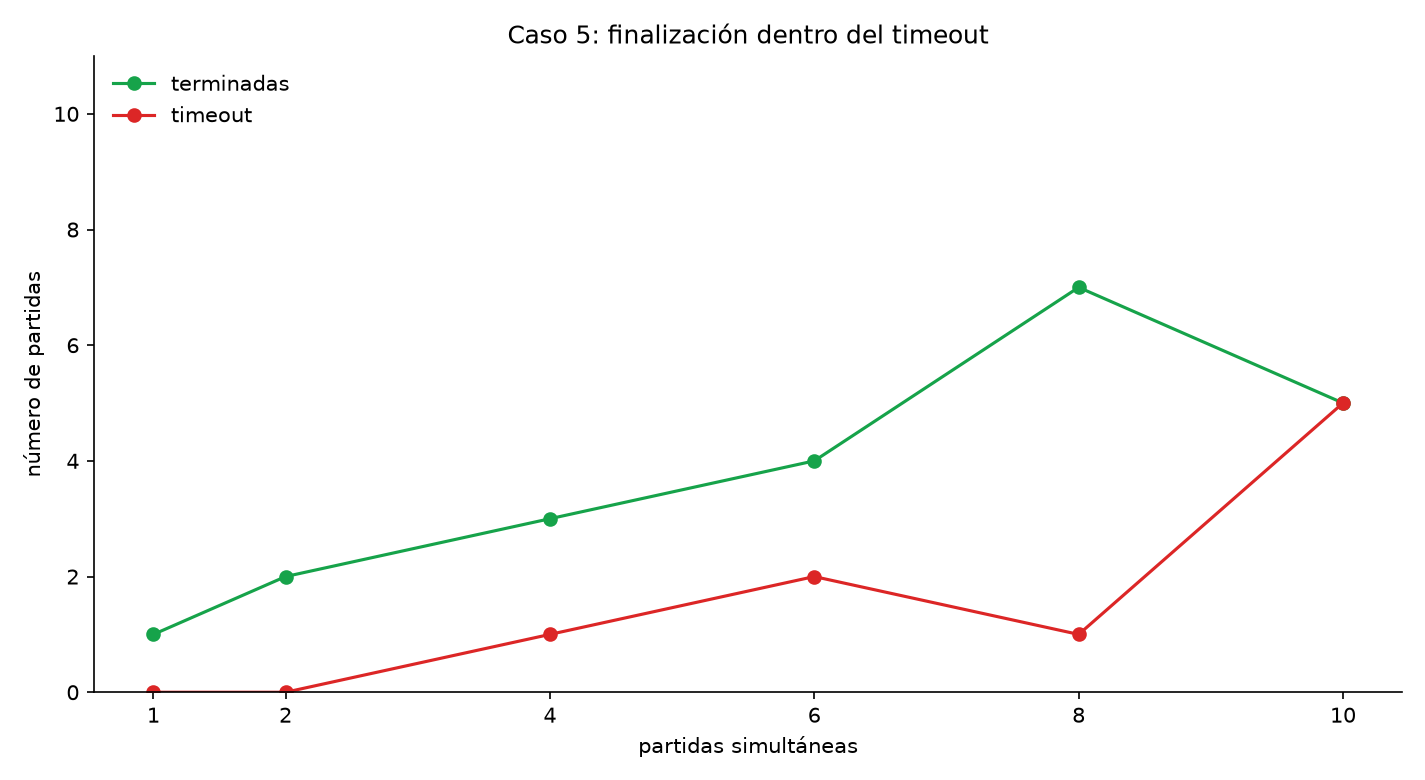 Caso 5: finalización dentro del timeout
terminadas
timeout
10
8
6
4
2
0
número de partidas
1 2 4 6 8 10
partidas simultáneas